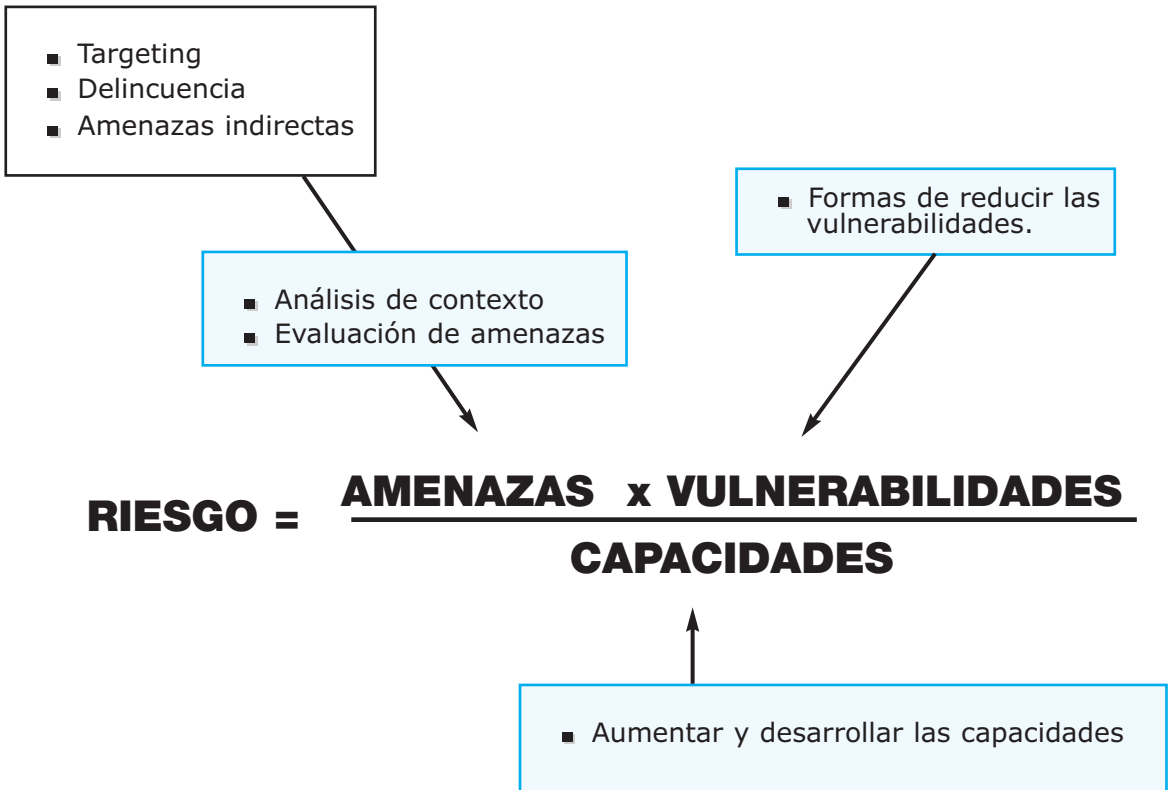 Targeting
Delincuencia
Amenazas indirectas
Formas de reducir las
vulnerabilidades.
Análisis de contexto
Evaluación de amenazas
RIESGO = AMENAZAS x VULNERABILIDADES
CAPACIDADES
Aumentar y desarrollar las capacidades